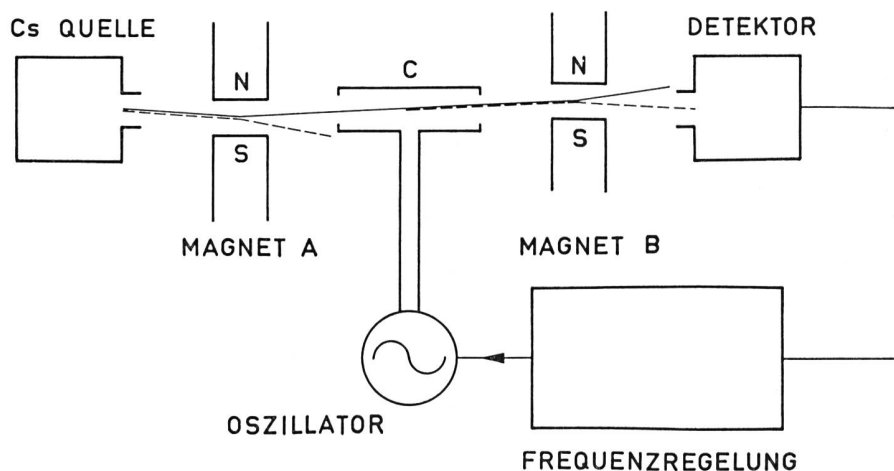 Cs QUELLE
DETEKTOR
N
C
N
S
S
MAGNET A
MAGNET B
OSZILLATOR
FREQUENZREGELUNG